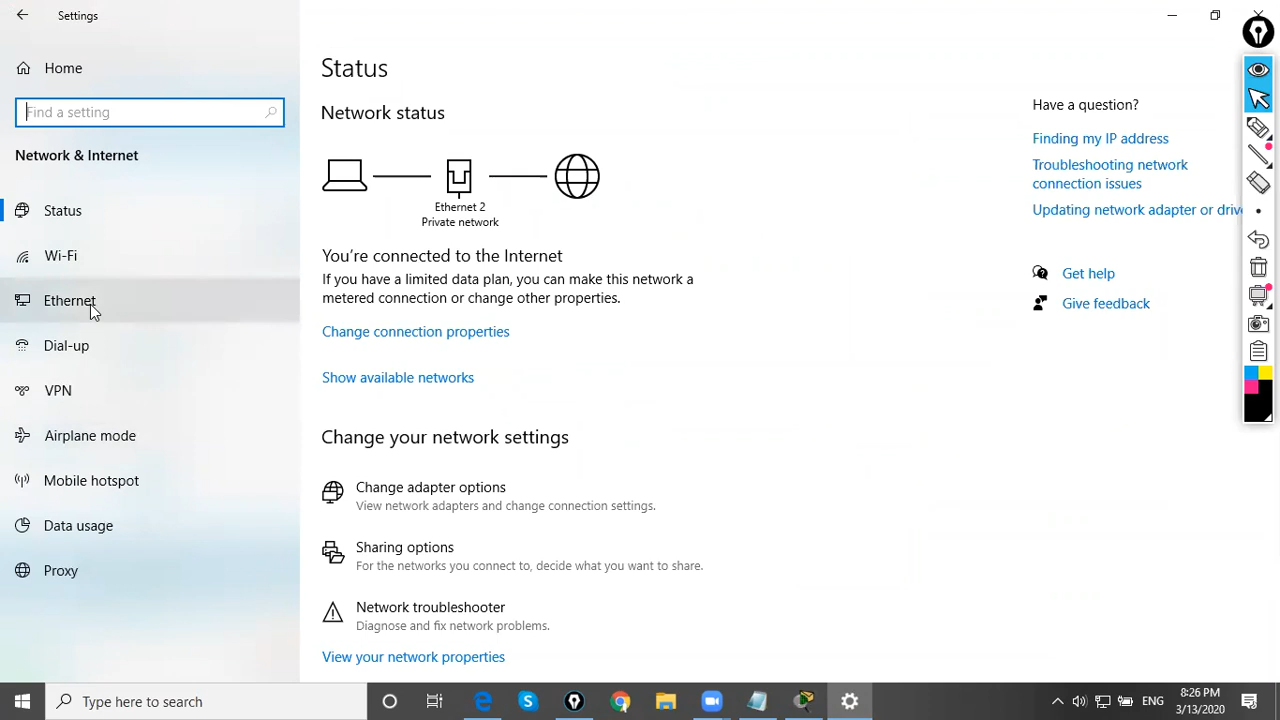 Settings
Home
Find a setting
Network & Internet
Status
Wi-Fi
Ethernet
Dial-up
VPN
Airplane mode
Mobile hotspot
Data usage
Proxy
Status
Network status
Ethernet 2
Private network
You're connected to the Internet
If you have a limited data plan, you can make this network a
metered connection or change other properties.
Change connection properties
Show available networks
Change your network settings
Change adapter options
View network adapters and change connection settings.
Sharing options
For the networks you connect to, decide what you want to share.
Network troubleshooter
Diagnose and fix network problems.
View your network properties
Have a question?
Finding my IP address
Troubleshooting network
connection issues
Updating network adapter or driv
Get help
Give feedback
Type here to search
ENG
8:26 PM
3/13/2020